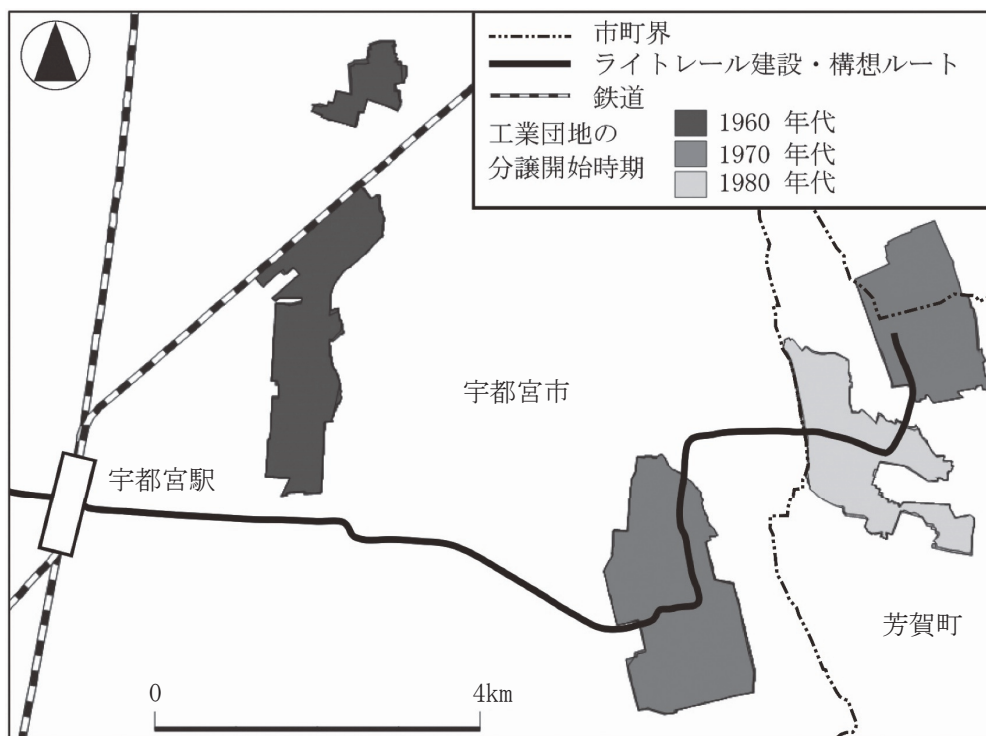 市町界
ライトレール建設・構想ルート
鉄道
工業団地の
分譲開始時期
1960 年代
1970 年代
1980 年代
宇都宮市
宇都宮駅
芳賀町
0
4km